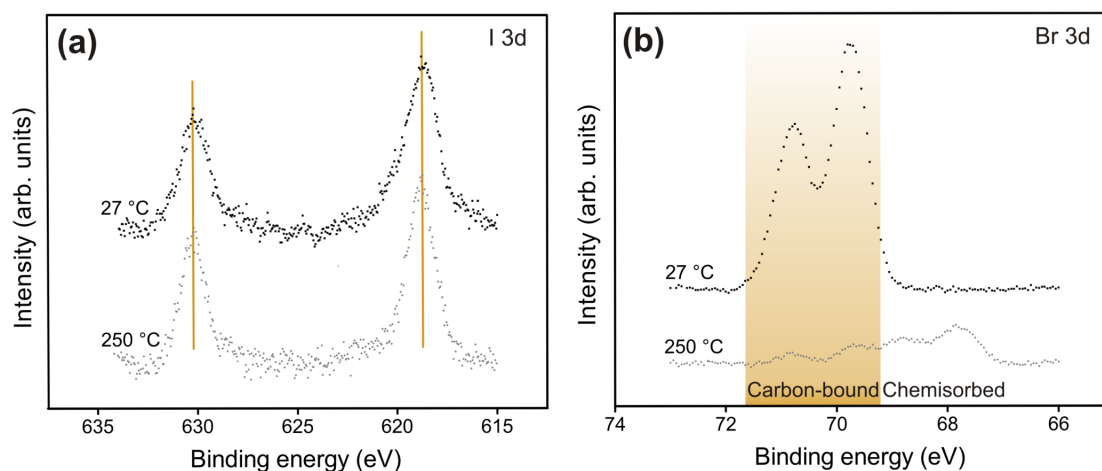 (a)
I 3d
27 °C
250 °C
Intensity (arb. units)
635
630
625
620
615
Binding energy (eV)
(b)
Br 3d
27 °C
250 °C
Carbon-bound
Chemisorbed
Intensity (arb. units)
74
72
70
68
66
Binding energy (eV)